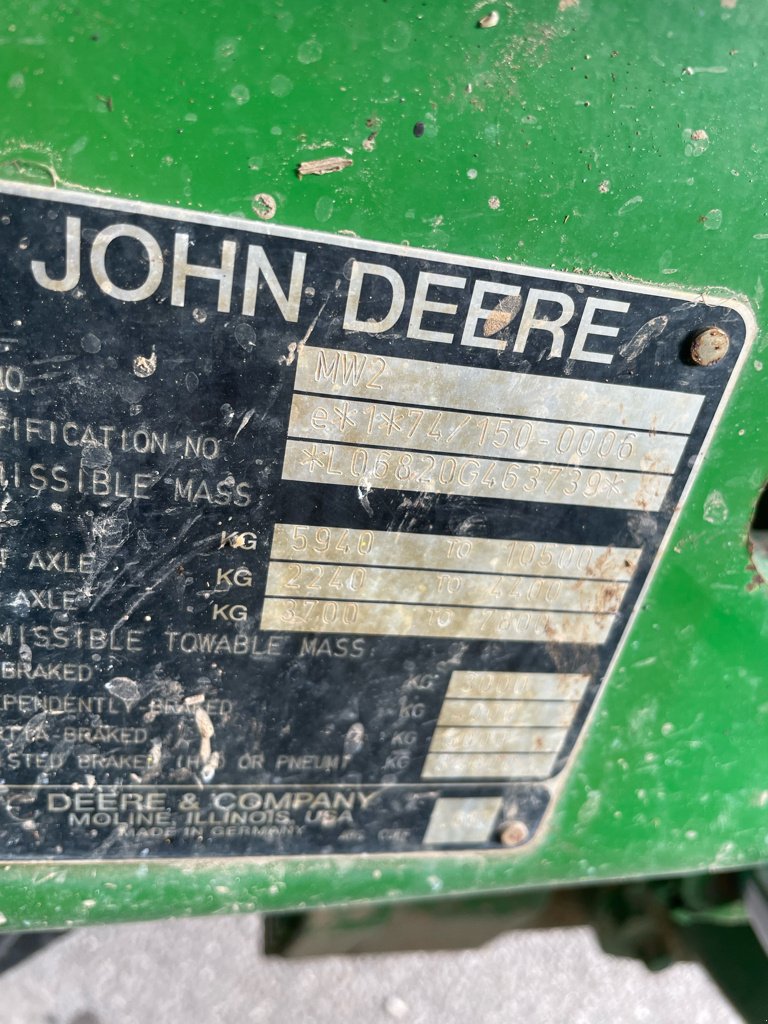 JOHN DEERE
MW2
e*1*74/150-0006
IFICATION NO *L06820G463739*
ISSIBLE MASS KG 5940 TO 10500
AXLE KG 2240 TO 4400
AXLE KG 3700 TO
MISSIBLE TOWABLE MASS
BRAKED KG 3000
PENDENTLY BRAKED KG
BRAKED KG
STED BRAKED (HYD OR PNEUM) KG
DEERE & COMPANY
MOLINE, ILLINOIS, USA
MADE IN GERMANY